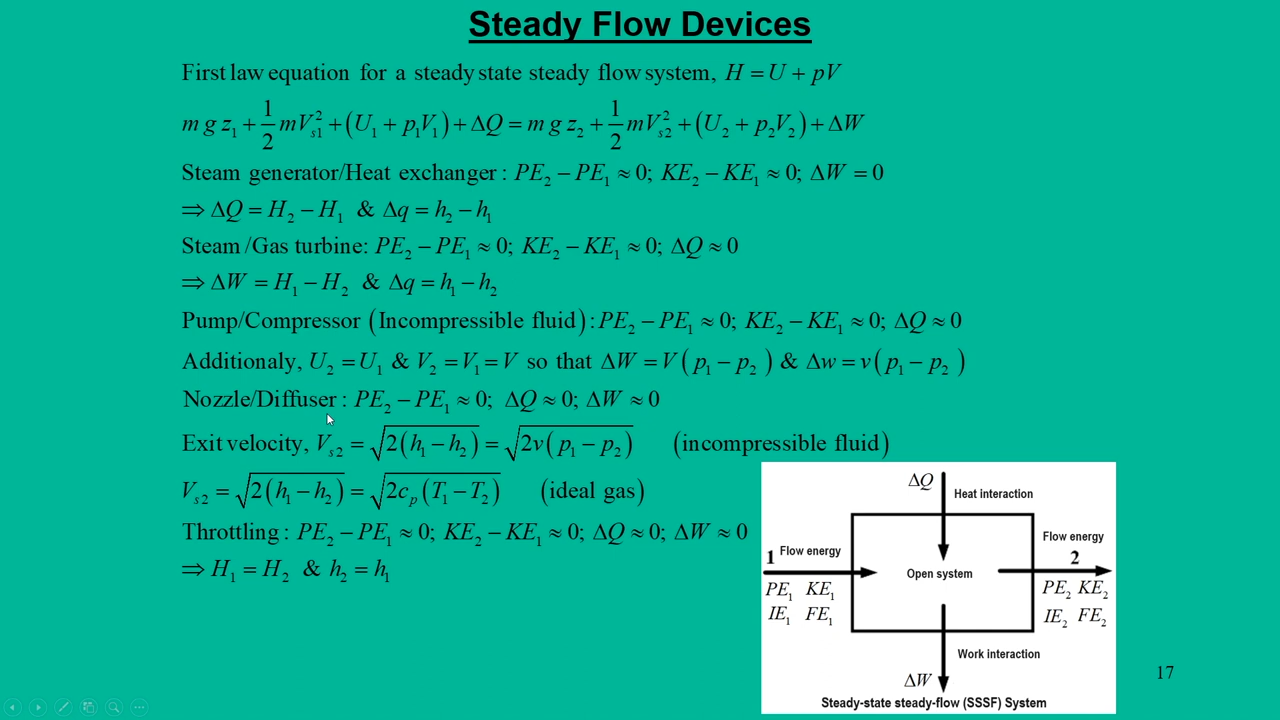 Steady Flow Devices
First law equation for a steady state steady flow system, H = U + pV
m g z₁ + 1/2 mV²ₛ₁ + (U₁ + p₁V₁) + ΔQ = m g z₂ + 1/2 mV²ₛ₂ + (U₂ + p₂V₂) + ΔW
Steam generator/Heat exchanger : PE₂ − PE₁ ≈ 0; KE₂ − KE₁ ≈ 0; ΔW = 0
⇒ ΔQ = H₂ − H₁ & Δq = h₂ − h₁
Steam /Gas turbine: PE₂ − PE₁ ≈ 0; KE₂ − KE₁ ≈ 0; ΔQ ≈ 0
⇒ ΔW = H₁ − H₂ & Δq = h₁ − h₂
Pump/Compressor (Incompressible fluid) : PE₂ − PE₁ ≈ 0; KE₂ − KE₁ ≈ 0; ΔQ ≈ 0
Additionaly, U₂ = U₁ & V₂ = V₁ = V so that ΔW = V(p₁ − p₂) & Δw = v(p₁ − p₂)
Nozzle/Diffuser : PE₂ − PE₁ ≈ 0; ΔQ ≈ 0; ΔW ≈ 0
Exit velocity, Vₛ₂ = √(2(h₁ − h₂)) = √(2v(p₁ − p₂)) (incompressible fluid)
Vₛ₂ = √(2(h₁ − h₂)) = √(2cₚ(T₁ − T₂)) (ideal gas)
Throttling : PE₂ − PE₁ ≈ 0; KE₂ − KE₁ ≈ 0; ΔQ ≈ 0; ΔW ≈ 0
⇒ H₁ = H₂ & h₂ = h₁
ΔQ
Heat interaction
1 Flow energy
PE₁ KE₁
IE₁ FE₁
Open system
Flow energy
2
PE₂ KE₂
IE₂ FE₂
Work interaction
ΔW
Steady-state steady-flow (SSSF) System
17